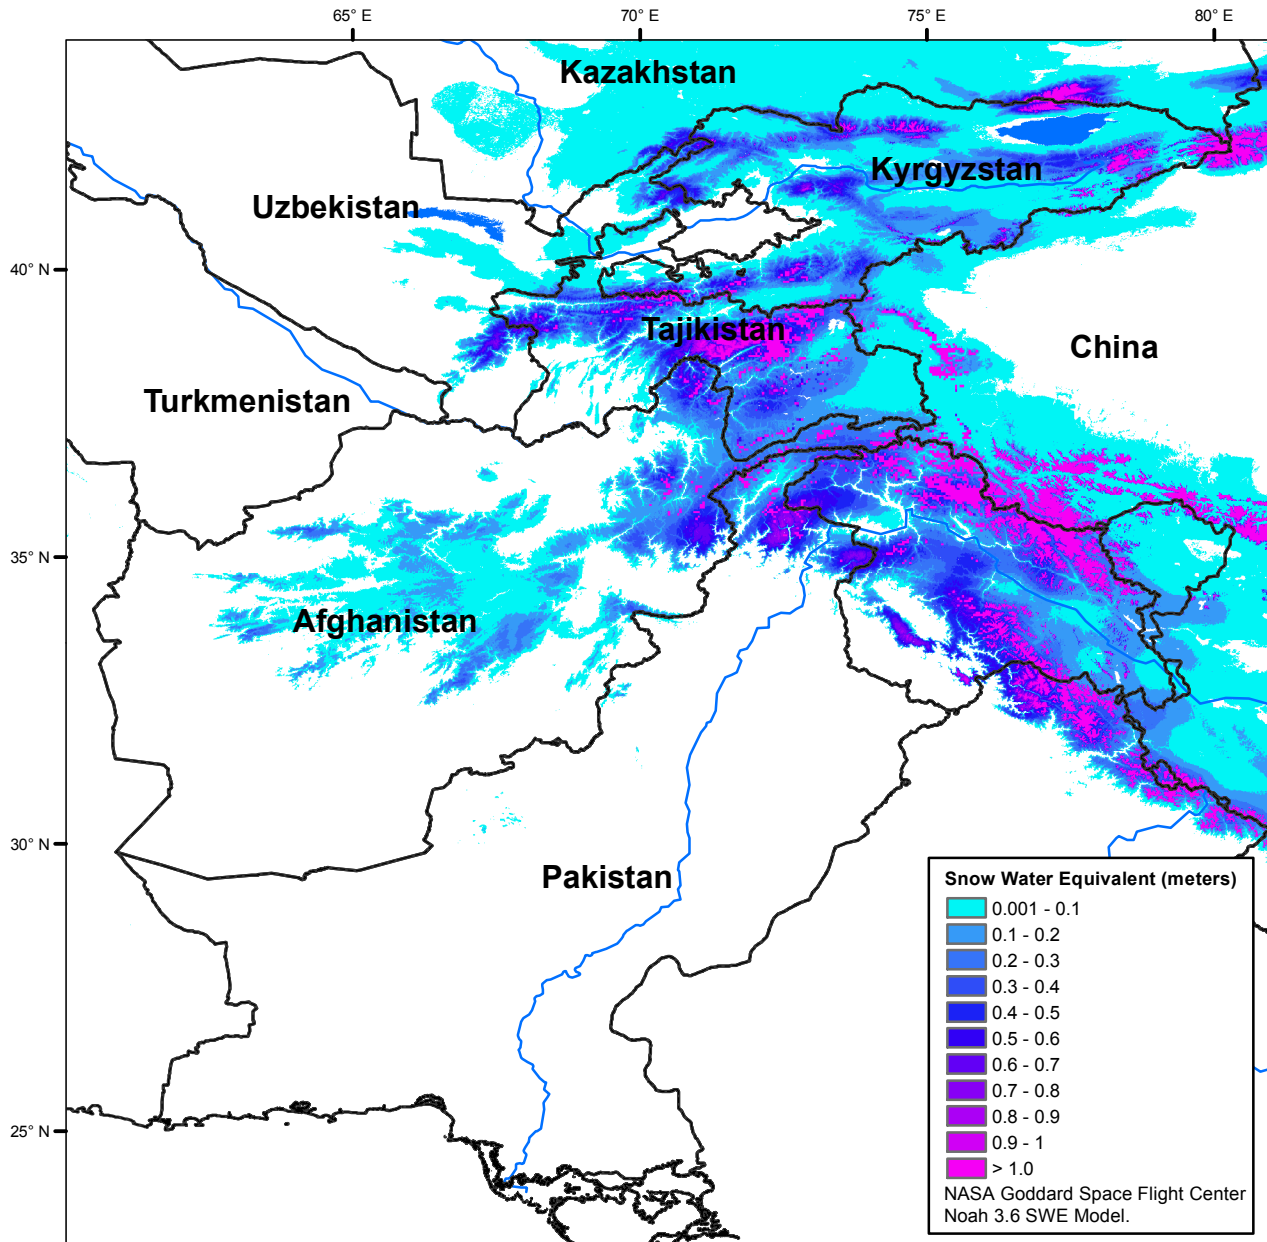 65° E
70° E
75° E
80° E
Kazakhstan
Kyrgyzstan
Uzbekistan
40° N
Tajikistan
China
Turkmenistan
35° N
Afghanistan
30° N
Pakistan
25° N
Snow Water Equivalent (meters)
0.001 - 0.1
0.1 - 0.2
0.2 - 0.3
0.3 - 0.4
0.4 - 0.5
0.5 - 0.6
0.6 - 0.7
0.7 - 0.8
0.8 - 0.9
0.9 - 1
> 1.0
NASA Goddard Space Flight Center
Noah 3.6 SWE Model.